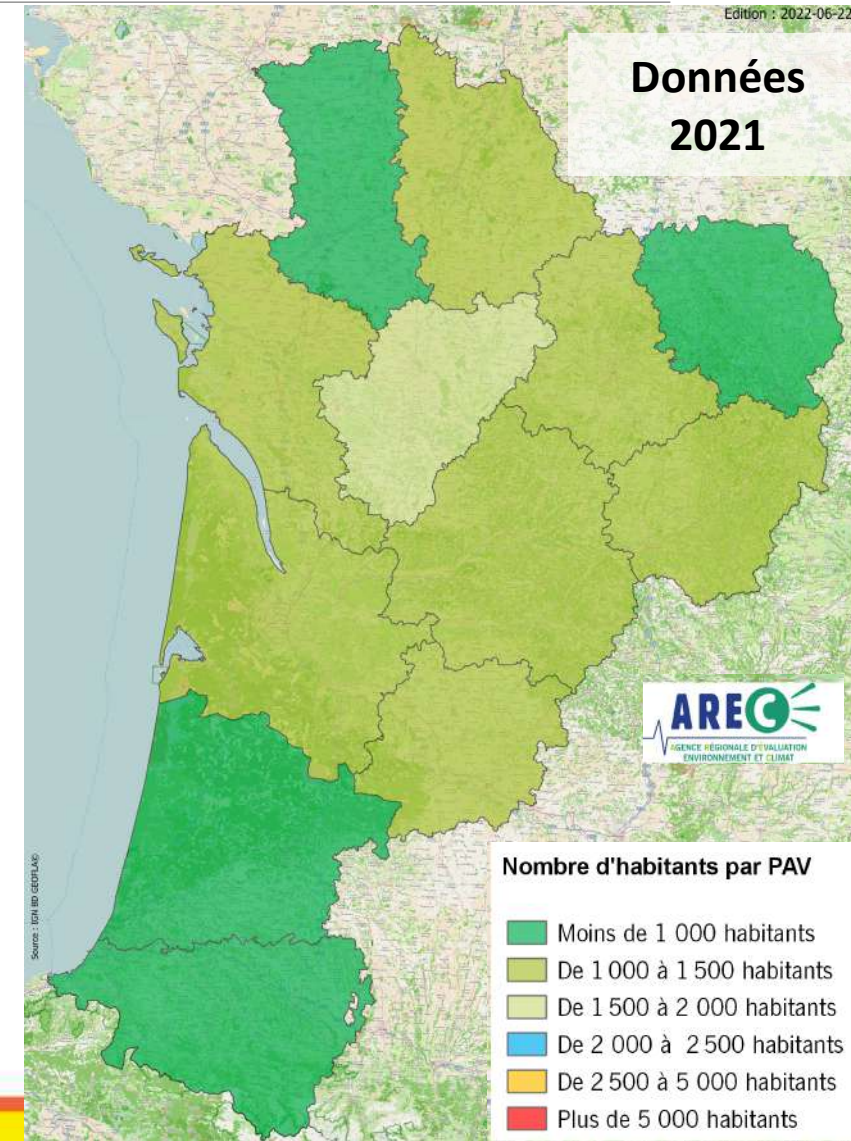 Edition : 2022-06-22
Données
2021
AREC
AGENCE RÉGIONALE D'ÉVALUATION
ENVIRONNEMENT ET CLIMAT
Source : IGN BD GEOFLA®
Nombre d'habitants par PAV
Moins de 1 000 habitants
De 1 000 à 1 500 habitants
De 1 500 à 2 000 habitants
De 2 000 à 2 500 habitants
De 2 500 à 5 000 habitants
Plus de 5 000 habitants